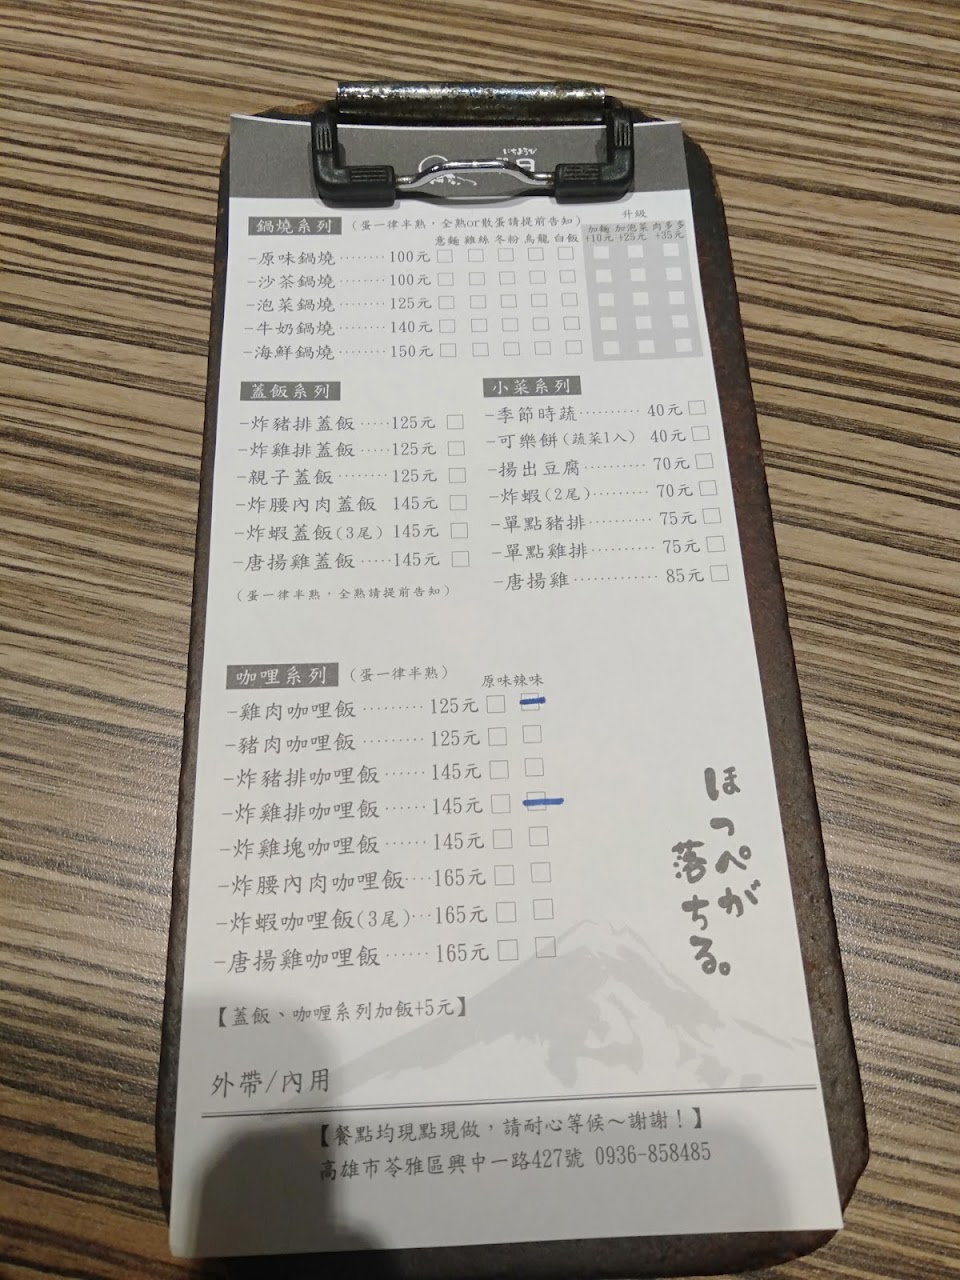 いちようひ
月
鍋燒系列 (蛋一律半熟,全熟or散蛋請提前告知) 升級
意麵 雞絲 冬粉 烏龍 白飯 加麵+10元 加泡菜+25元 肉多多+35元
-原味鍋燒········100元
-沙茶鍋燒········100元
-泡菜鍋燒········125元
-牛奶鍋燒········140元
-海鮮鍋燒········150元
蓋飯系列
-炸豬排蓋飯·····125元
-炸雞排蓋飯·····125元
-親子蓋飯········125元
-炸腰內肉蓋飯 145元
-炸蝦蓋飯(3尾) 145元
-唐揚雞蓋飯·····145元
(蛋一律半熟,全熟請提前告知)
小菜系列
-季節時蔬·········40元
-可樂餅(蔬菜1入) 40元
-揚出豆腐·········70元
-炸蝦(2尾)········70元
-單點豬排·········75元
-單點雞排·········75元
-唐揚雞············85元
咖哩系列 (蛋一律半熟) 原味 辣味
-雞肉咖哩飯·········125元
-豬肉咖哩飯·········125元
-炸豬排咖哩飯······145元
-炸雞排咖哩飯······145元
-炸雞塊咖哩飯······145元
-炸腰內肉咖哩飯····165元
-炸蝦咖哩飯(3尾)···165元
-唐揚雞咖哩飯······165元
【蓋飯、咖喱系列加飯+5元】
ほっぺが
落ちる。
外帶/內用
【餐點均現點現做,請耐心等候~謝謝!】
高雄市苓雅區興中一路427號 0936-858485